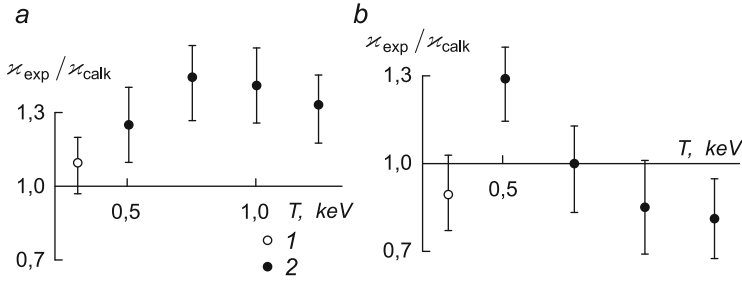 a
ϰexp / ϰcalk
1,3
1,0
0,7
0,5
1,0
T, keV
1
2
b
ϰexp / ϰcalk
1,3
1,0
0,7
0,5
T, keV